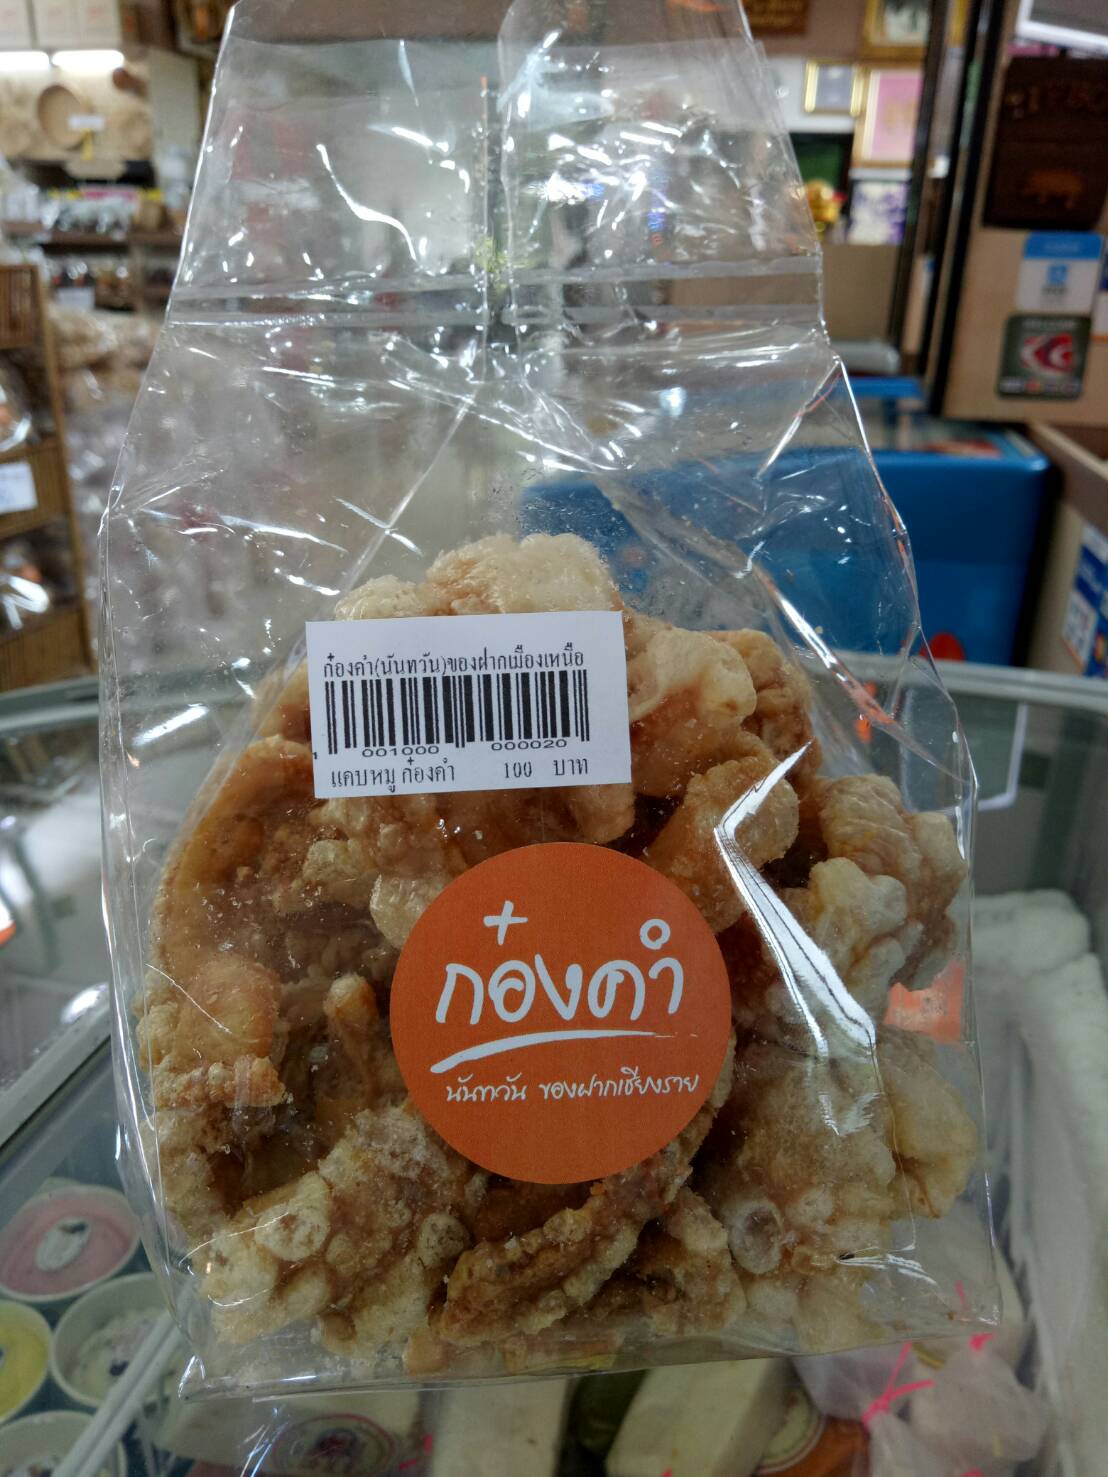 ก๋องคำ(นันทวัน)ของฝากเมืองเหนือ
001000 000020
แคบหมู ก๋องคำ 100 บาท
ก๋องคำ
นันทวัน ของฝากเชียงราย